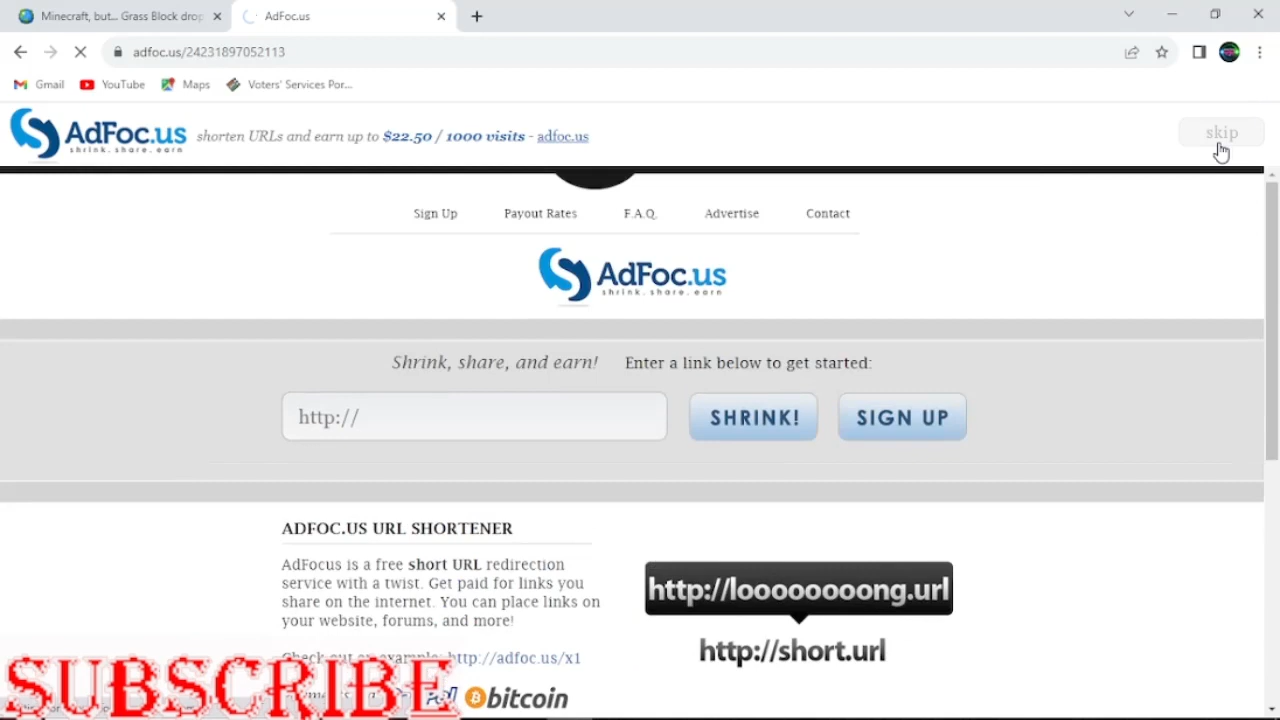 Minecraft, but... Grass Block drop
AdFoc.us
adfoc.us/24231897052113
Gmail
YouTube
Maps
Voters' Services Por...
AdFoc.us
shrink.share.earn
shorten URLs and earn up to $22.50 / 1000 visits - adfoc.us
skip
Sign Up
Payout Rates
F.A.Q.
Advertise
Contact
AdFoc.us
shrink.share.earn
Shrink, share, and earn!
Enter a link below to get started:
http://
SHRINK!
SIGN UP
ADFOC.US URL SHORTENER
AdFocus is a free short URL redirection
service with a twist. Get paid for links you
share on the internet. You can place links on
your website, forums, and more!
http://loooooooong.url
http://short.url
http://adfoc.us/x1
bitcoin
SUBSCRIBE